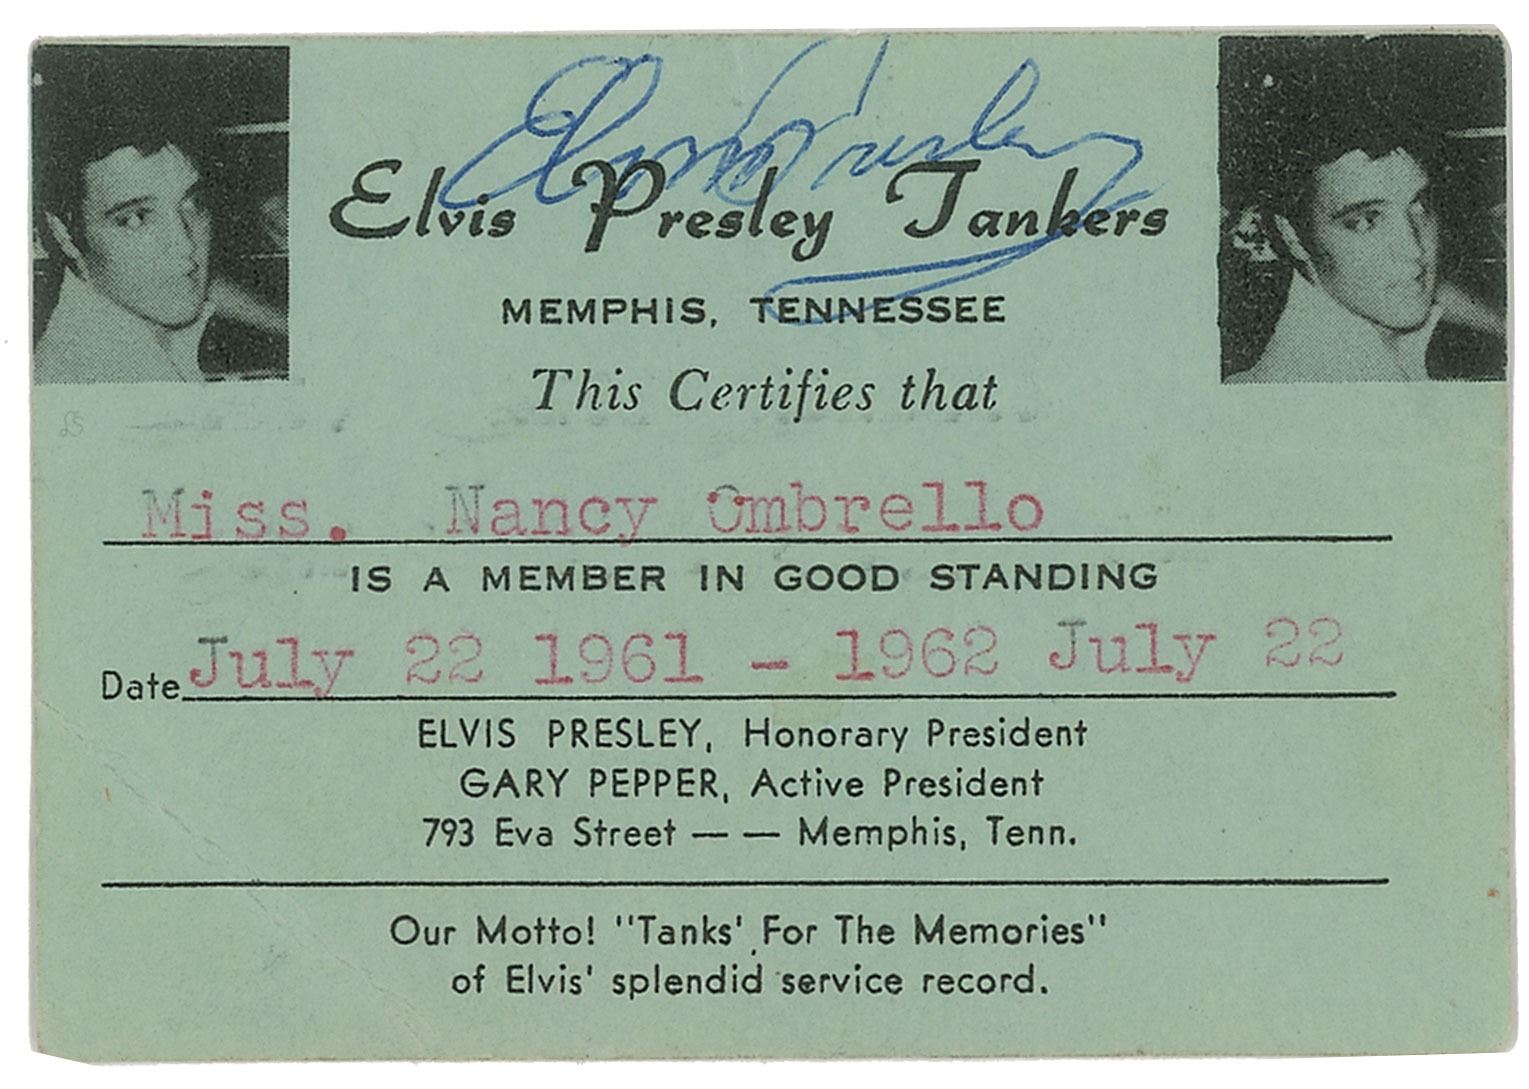 Elvis Presley
Elvis Presley Tankers
MEMPHIS, TENNESSEE
This Certifies that
Miss. Nancy Ombrello
IS A MEMBER IN GOOD STANDING
Date July 22 1961 - 1962 July 22
ELVIS PRESLEY, Honorary President
GARY PEPPER, Active President
793 Eva Street — — Memphis, Tenn.
Our Motto! "Tanks' For The Memories"
of Elvis' splendid service record.